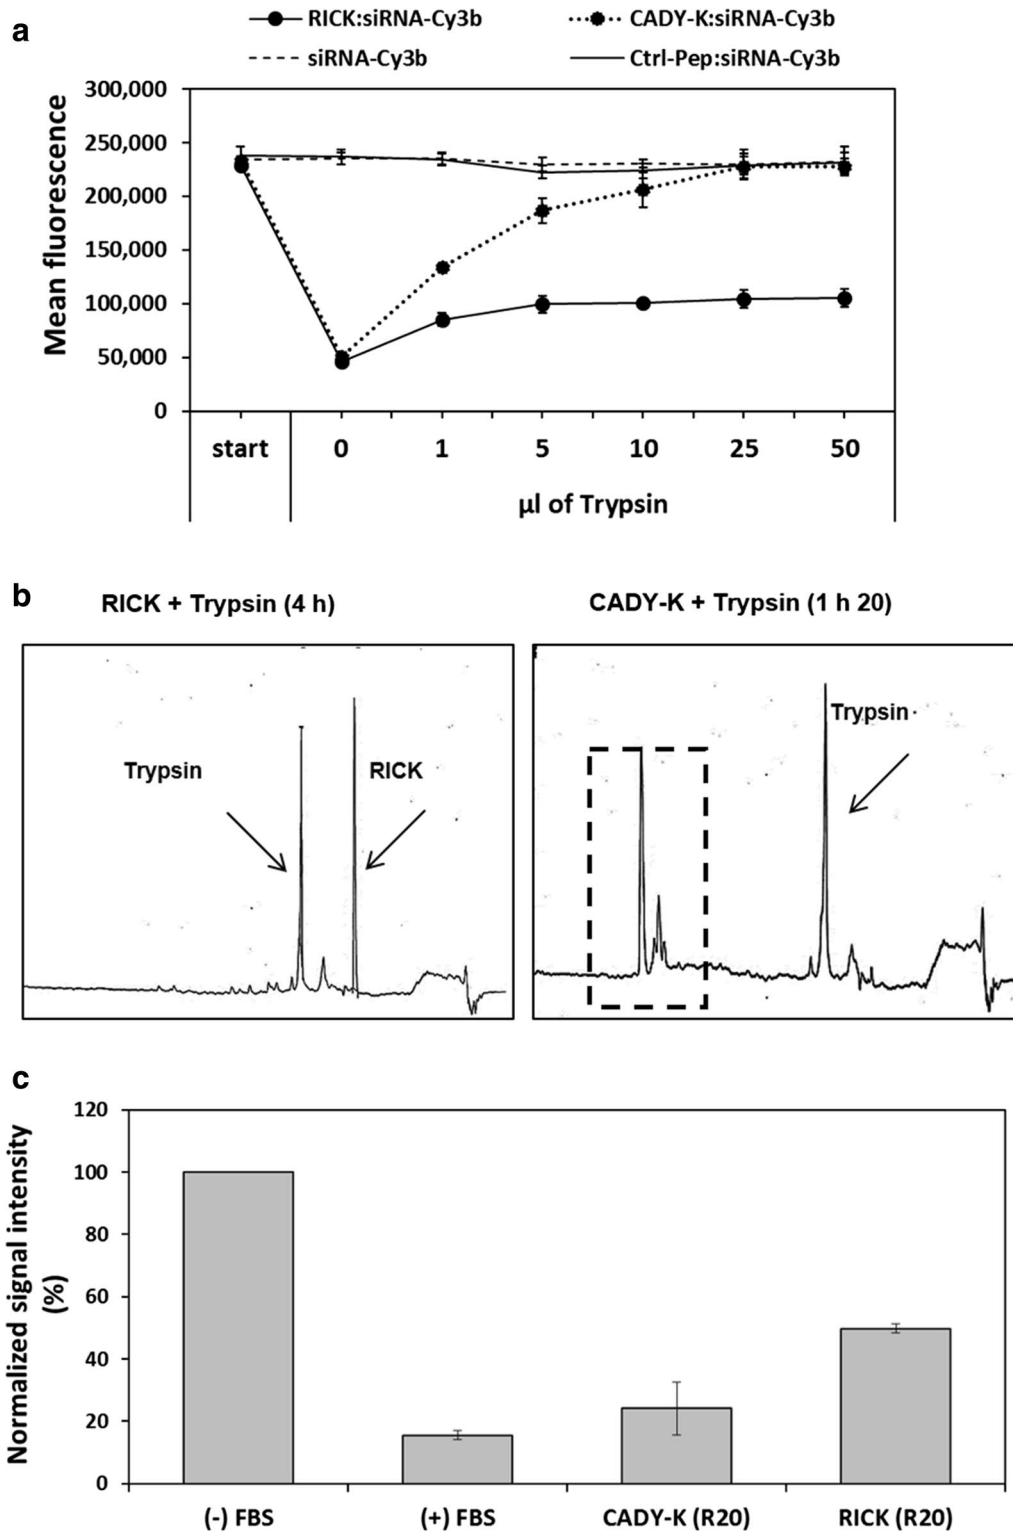 a
RICK:siRNA-Cy3b CADY-K:siRNA-Cy3b
siRNA-Cy3b Ctrl-Pep:siRNA-Cy3b
Mean fluorescence
300,000
250,000
200,000
150,000
100,000
50,000
0
start 0 1 5 10 25 50
µl of Trypsin
b
RICK + Trypsin (4 h) CADY-K + Trypsin (1 h 20)
Trypsin RICK
Trypsin
c
Normalized signal intensity
(%)
120
100
80
60
40
20
0
(-) FBS (+) FBS CADY-K (R20) RICK (R20)